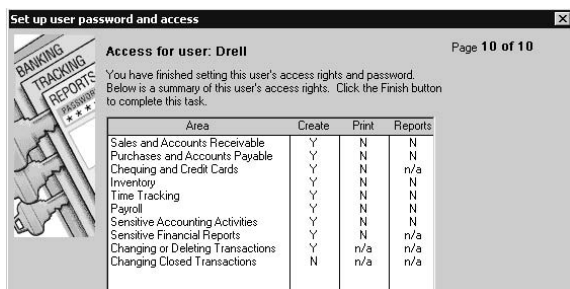 Set up user password and access
BANKING
TRACKING
REPORTS
PASSWOR
****
Access for user: Drell
Page 10 of 10
You have finished setting this user's access rights and password.
Below is a summary of this user's access rights. Click the Finish button
to complete this task.
Area Create Print Reports
Sales and Accounts Receivable Y N N
Purchases and Accounts Payable Y N N
Chequing and Credit Cards Y N n/a
Inventory Y N N
Time Tracking Y N N
Payroll Y N N
Sensitive Accounting Activities Y N N
Sensitive Financial Reports Y N n/a
Changing or Deleting Transactions Y n/a n/a
Changing Closed Transactions N n/a n/a